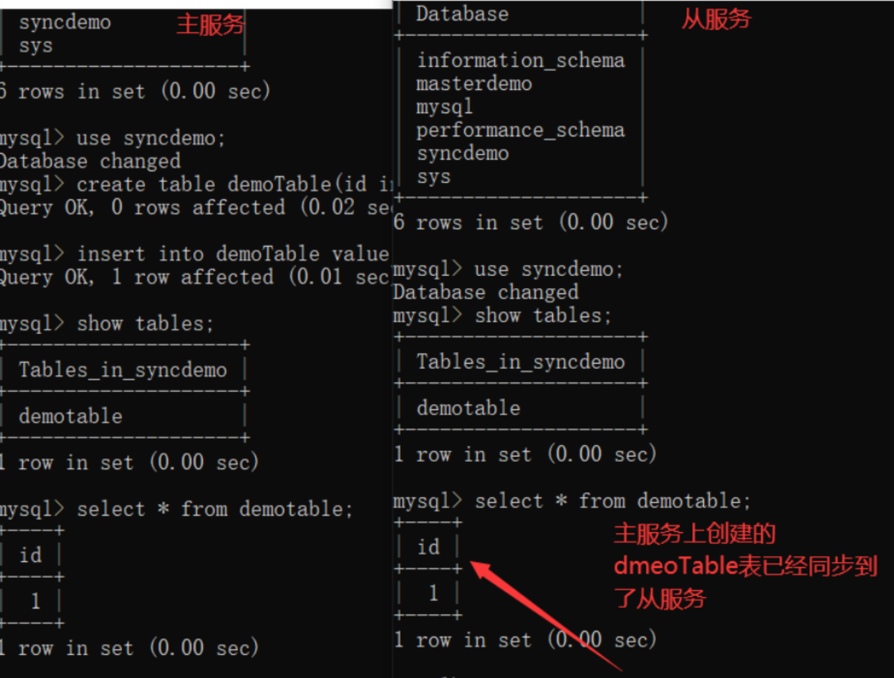 syncdemo
sys
主服务
6 rows in set (0.00 sec)
mysql> use syncdemo;
Database changed
mysql> create table demoTable(id in
Query OK, 0 rows affected (0.02 sec
mysql> insert into demoTable value
Query OK, 1 row affected (0.01 sec
mysql> show tables;
Tables_in_syncdemo
demotable
1 row in set (0.00 sec)
mysql> select * from demotable;
id
1
1 row in set (0.00 sec)
Database
从服务
information_schema
masterdemo
mysql
performance_schema
syncdemo
sys
6 rows in set (0.00 sec)
mysql> use syncdemo;
Database changed
mysql> show tables;
Tables_in_syncdemo
demotable
1 row in set (0.00 sec)
mysql> select * from demotable;
id
1
1 row in set (0.00 sec)
主服务上创建的
dmeoTable表已经同步到
了从服务